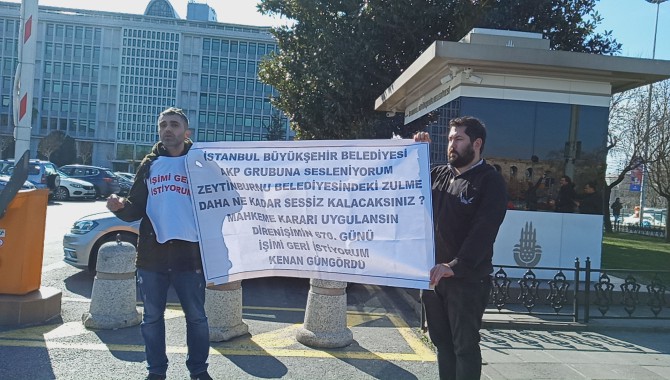 İSTANBUL BÜYÜKŞEHİR BELEDİYESİ
AKP GRUBUNA SESLENİYORUM
ZEYTİNBURNU BELEDİYESİNDEKİ ZULME
DAHA NE KADAR SESSİZ KALACAKSINIZ ?
MAHKEME KARARI UYGULANSIN
DİRENİŞİMİN 670. GÜNÜ
İŞİMİ GERİ İSTİYORUM
KENAN GÜNGÖRDÜ
İŞİMİ GERİ
İSTİYORUM